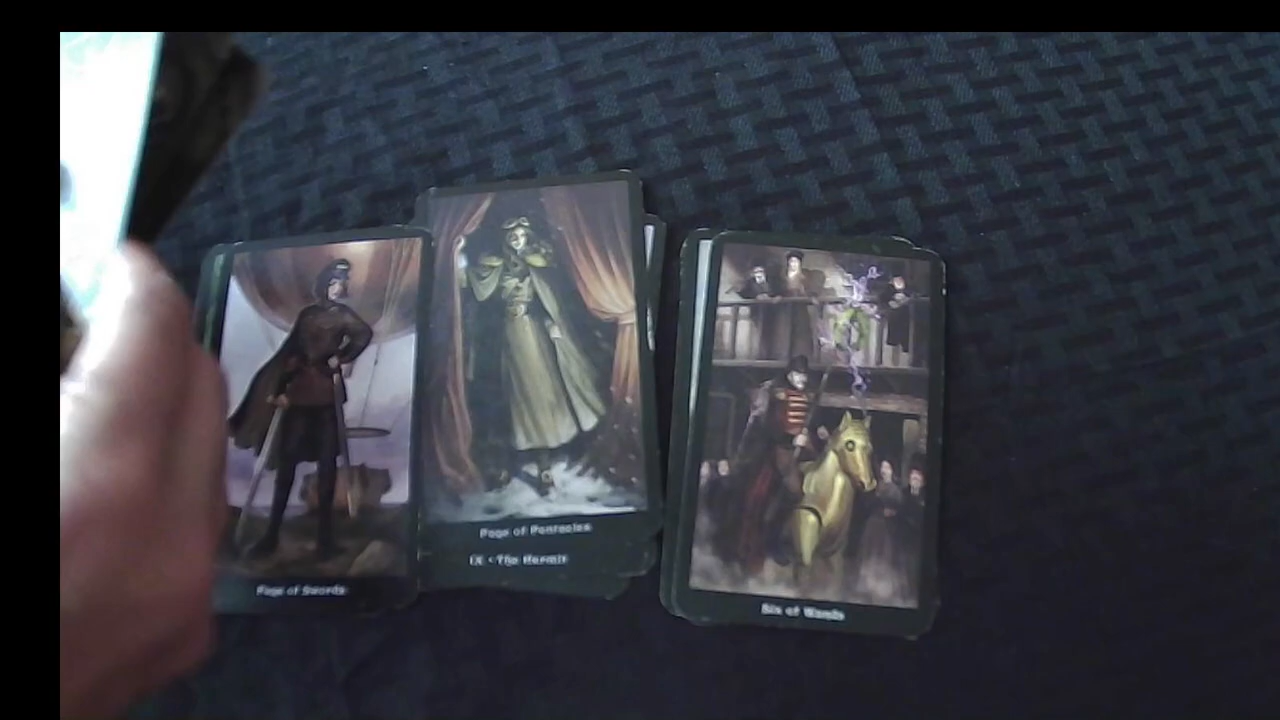 Page of Swords
Page of Pentacles
IX • The Hermit
Six of Wands